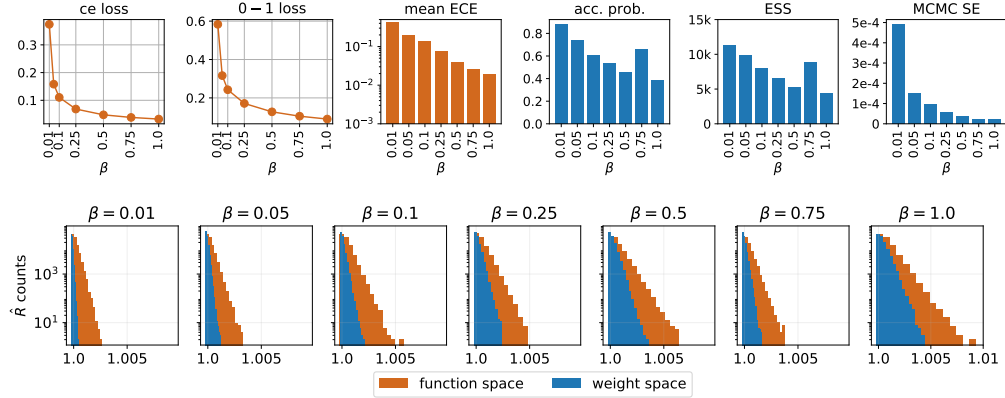 ce loss
0 − 1 loss
mean ECE
acc. prob.
ESS
MCMC SE
0.3
0.2
0.1
0.01
0.1
0.25
0.5
0.75
1.0
β
0.6
0.4
0.2
0.01
0.1
0.25
0.5
0.75
1.0
β
10⁻¹
10⁻²
10⁻³
0.01
0.05
0.1
0.25
0.5
0.75
1.0
β
0.8
0.6
0.4
0.2
0.0
0.01
0.05
0.1
0.25
0.5
0.75
1.0
β
15k
10k
5k
0
0.01
0.05
0.1
0.25
0.5
0.75
1.0
β
5e-4
4e-4
3e-4
2e-4
1e-4
0
0.01
0.05
0.1
0.25
0.5
0.75
1.0
β
β = 0.01
β = 0.05
β = 0.1
β = 0.25
β = 0.5
β = 0.75
β = 1.0
R̂ counts
10³
10¹
1.0 1.005
1.0 1.005
1.0 1.005
1.0 1.005
1.0 1.005
1.0 1.005
1.0 1.005 1.01
function space
weight space